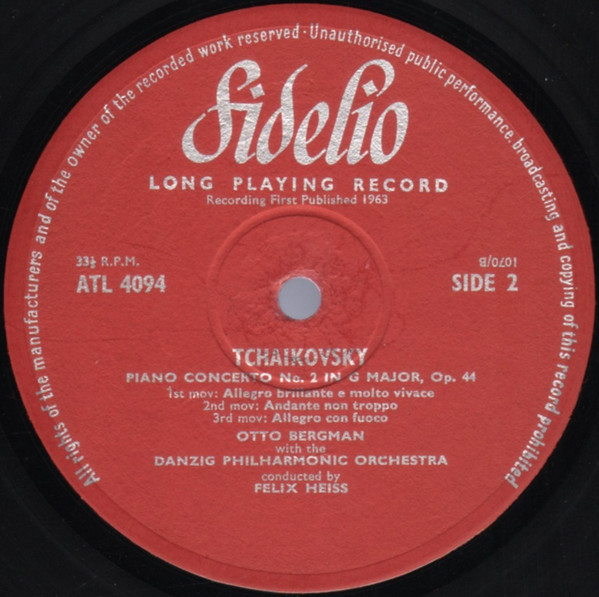 All rights of the manufacturers and of the owner of the recorded work reserved · Unauthorised public performance, broadcasting and copying of this record prohibited
Fidelio
LONG PLAYING RECORD
Recording First Published 1963
33⅓ R.P.M.
1070/B
ATL 4094
SIDE 2
TCHAIKOVSKY
PIANO CONCERTO No. 2 IN G MAJOR, Op. 44
1st mov: Allegro brillante e molto vivace
2nd mov: Andante non troppo
3rd mov: Allegro con fuoco
OTTO BERGMAN
with the
DANZIG PHILHARMONIC ORCHESTRA
conducted by
FELIX HEISS